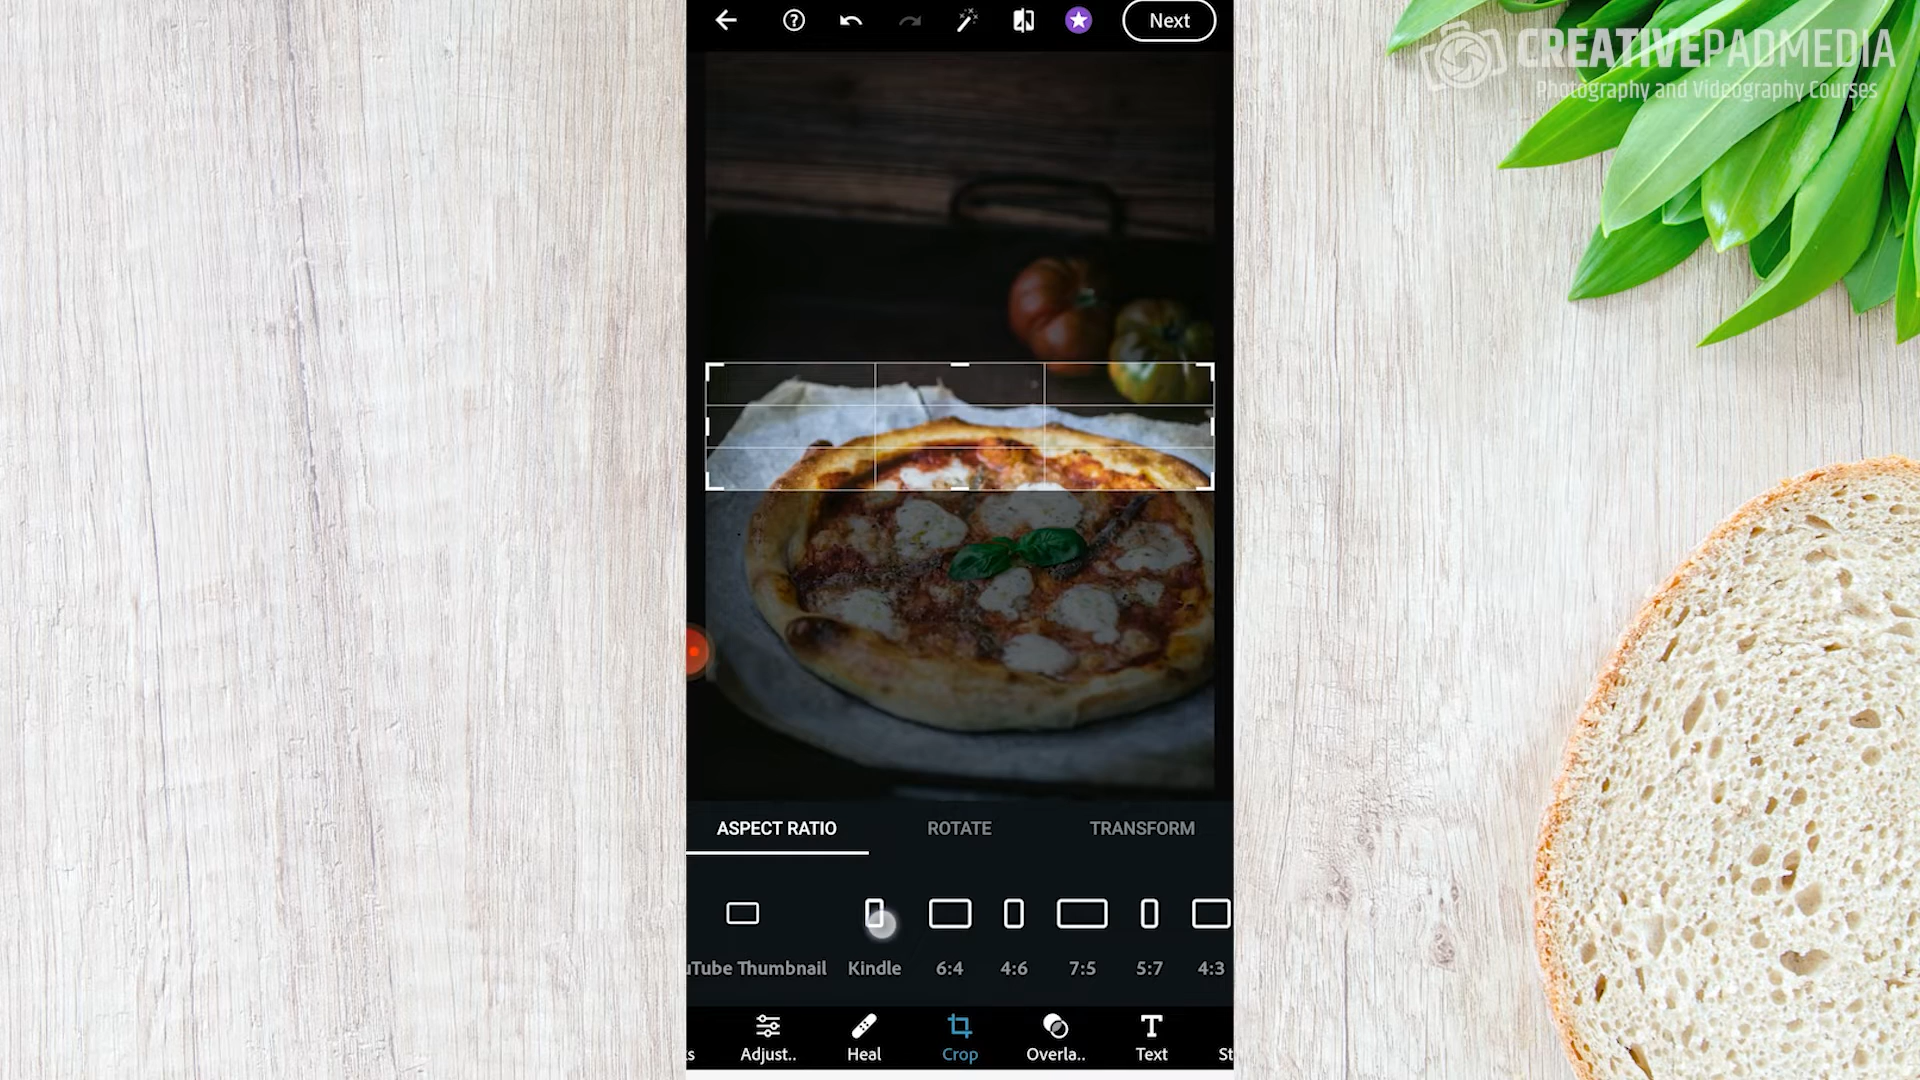 Next
CREATIVEPADMEDIA
Photography and Videography Courses
ASPECT RATIO ROTATE TRANSFORM
uTube Thumbnail Kindle 6:4 4:6 7:5 5:7 4:3
s Adjust.. Heal Crop Overla.. Text St